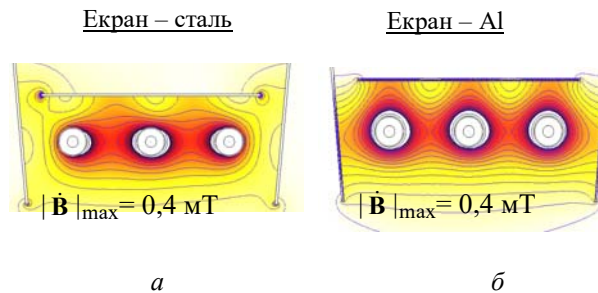 Екран – сталь
Екран – Al
| Ḃ |max= 0,4 мТ
| Ḃ |max= 0,4 мТ
а
б